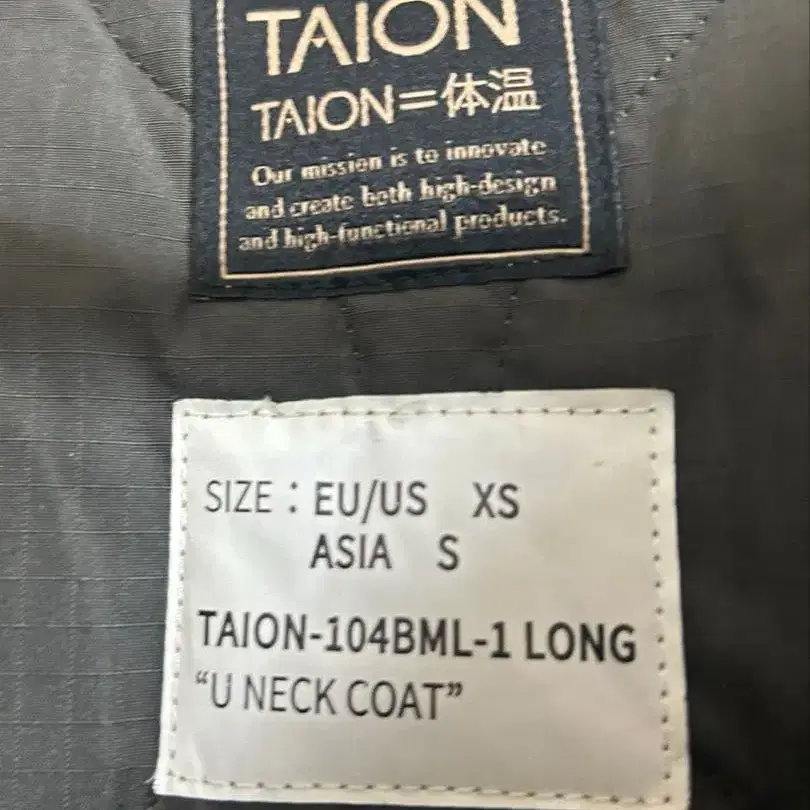 TAION
TAION=体温
Our mission is to innovate
and create both high-design
and high-functional products.
SIZE : EU/US XS
ASIA S
TAION-104BML-1 LONG
“U NECK COAT”